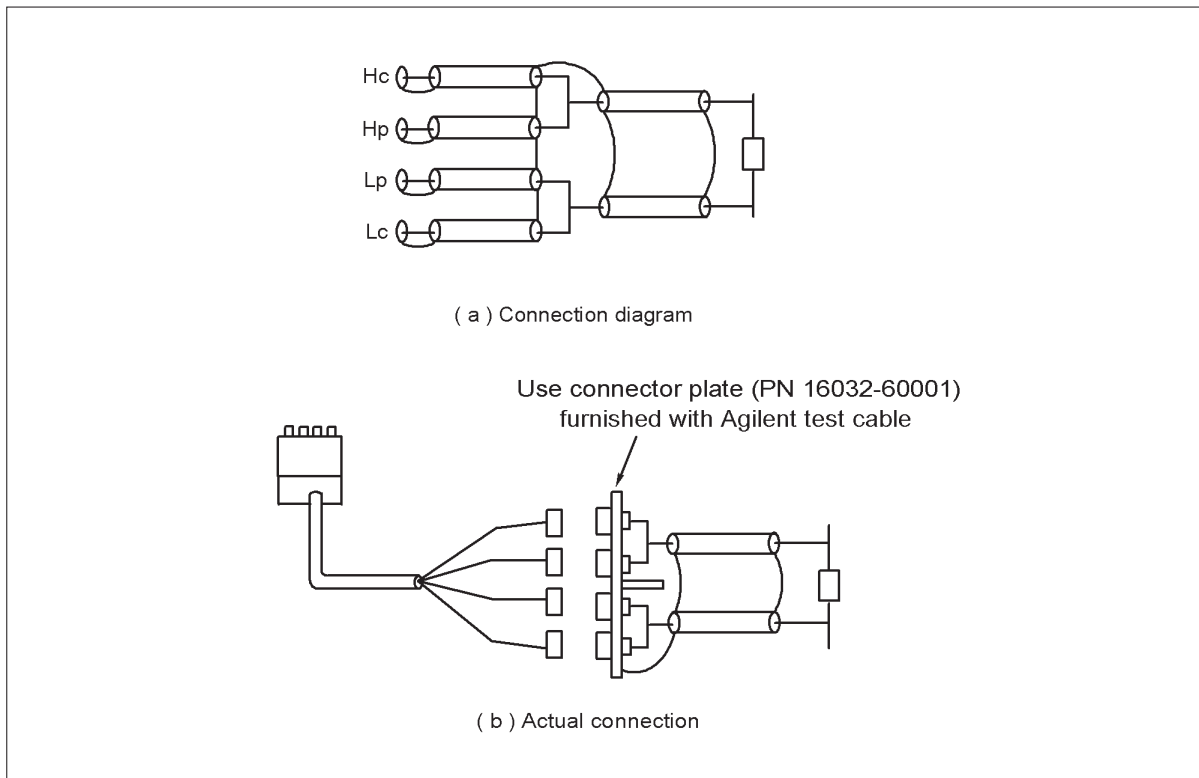 Hc
Hp
Lp
Lc
( a ) Connection diagram
Use connector plate (PN 16032-60001)
furnished with Agilent test cable
( b ) Actual connection